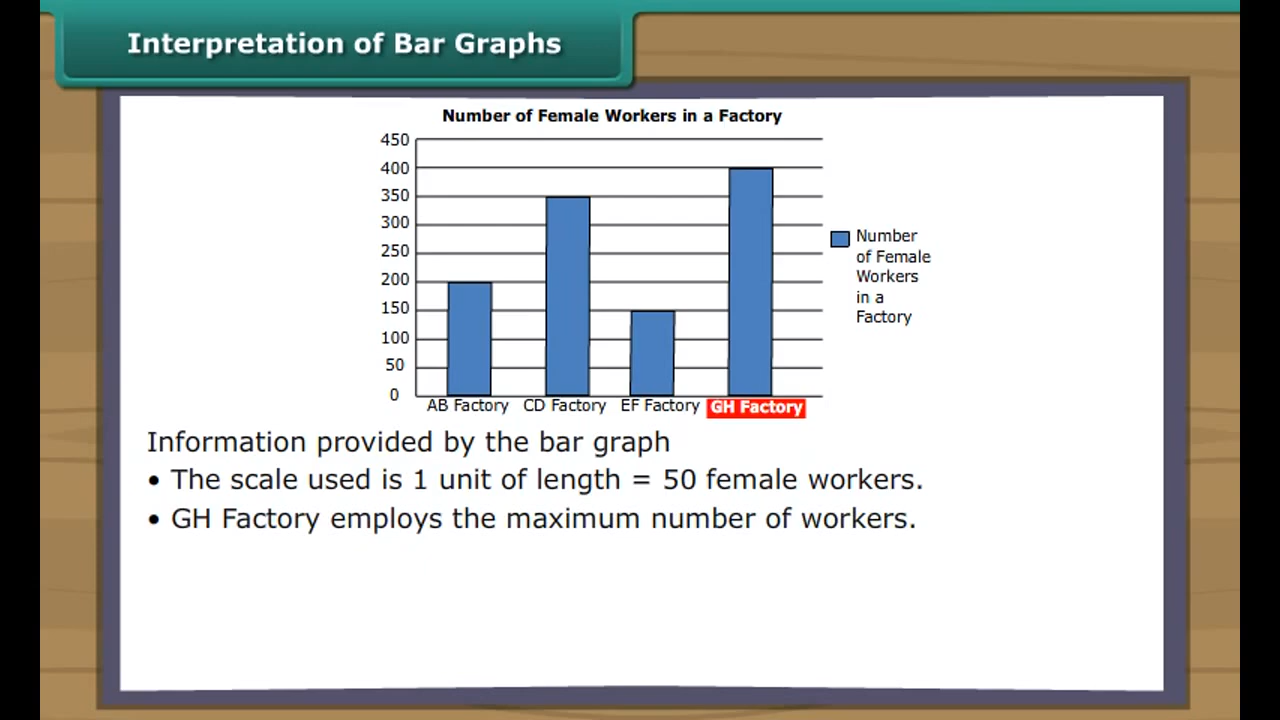 Interpretation of Bar Graphs
Number of Female Workers in a Factory
450
400
350
300
250
200
150
100
50
0
AB Factory CD Factory EF Factory GH Factory
Number
of Female
Workers
in a
Factory
Information provided by the bar graph
• The scale used is 1 unit of length = 50 female workers.
• GH Factory employs the maximum number of workers.